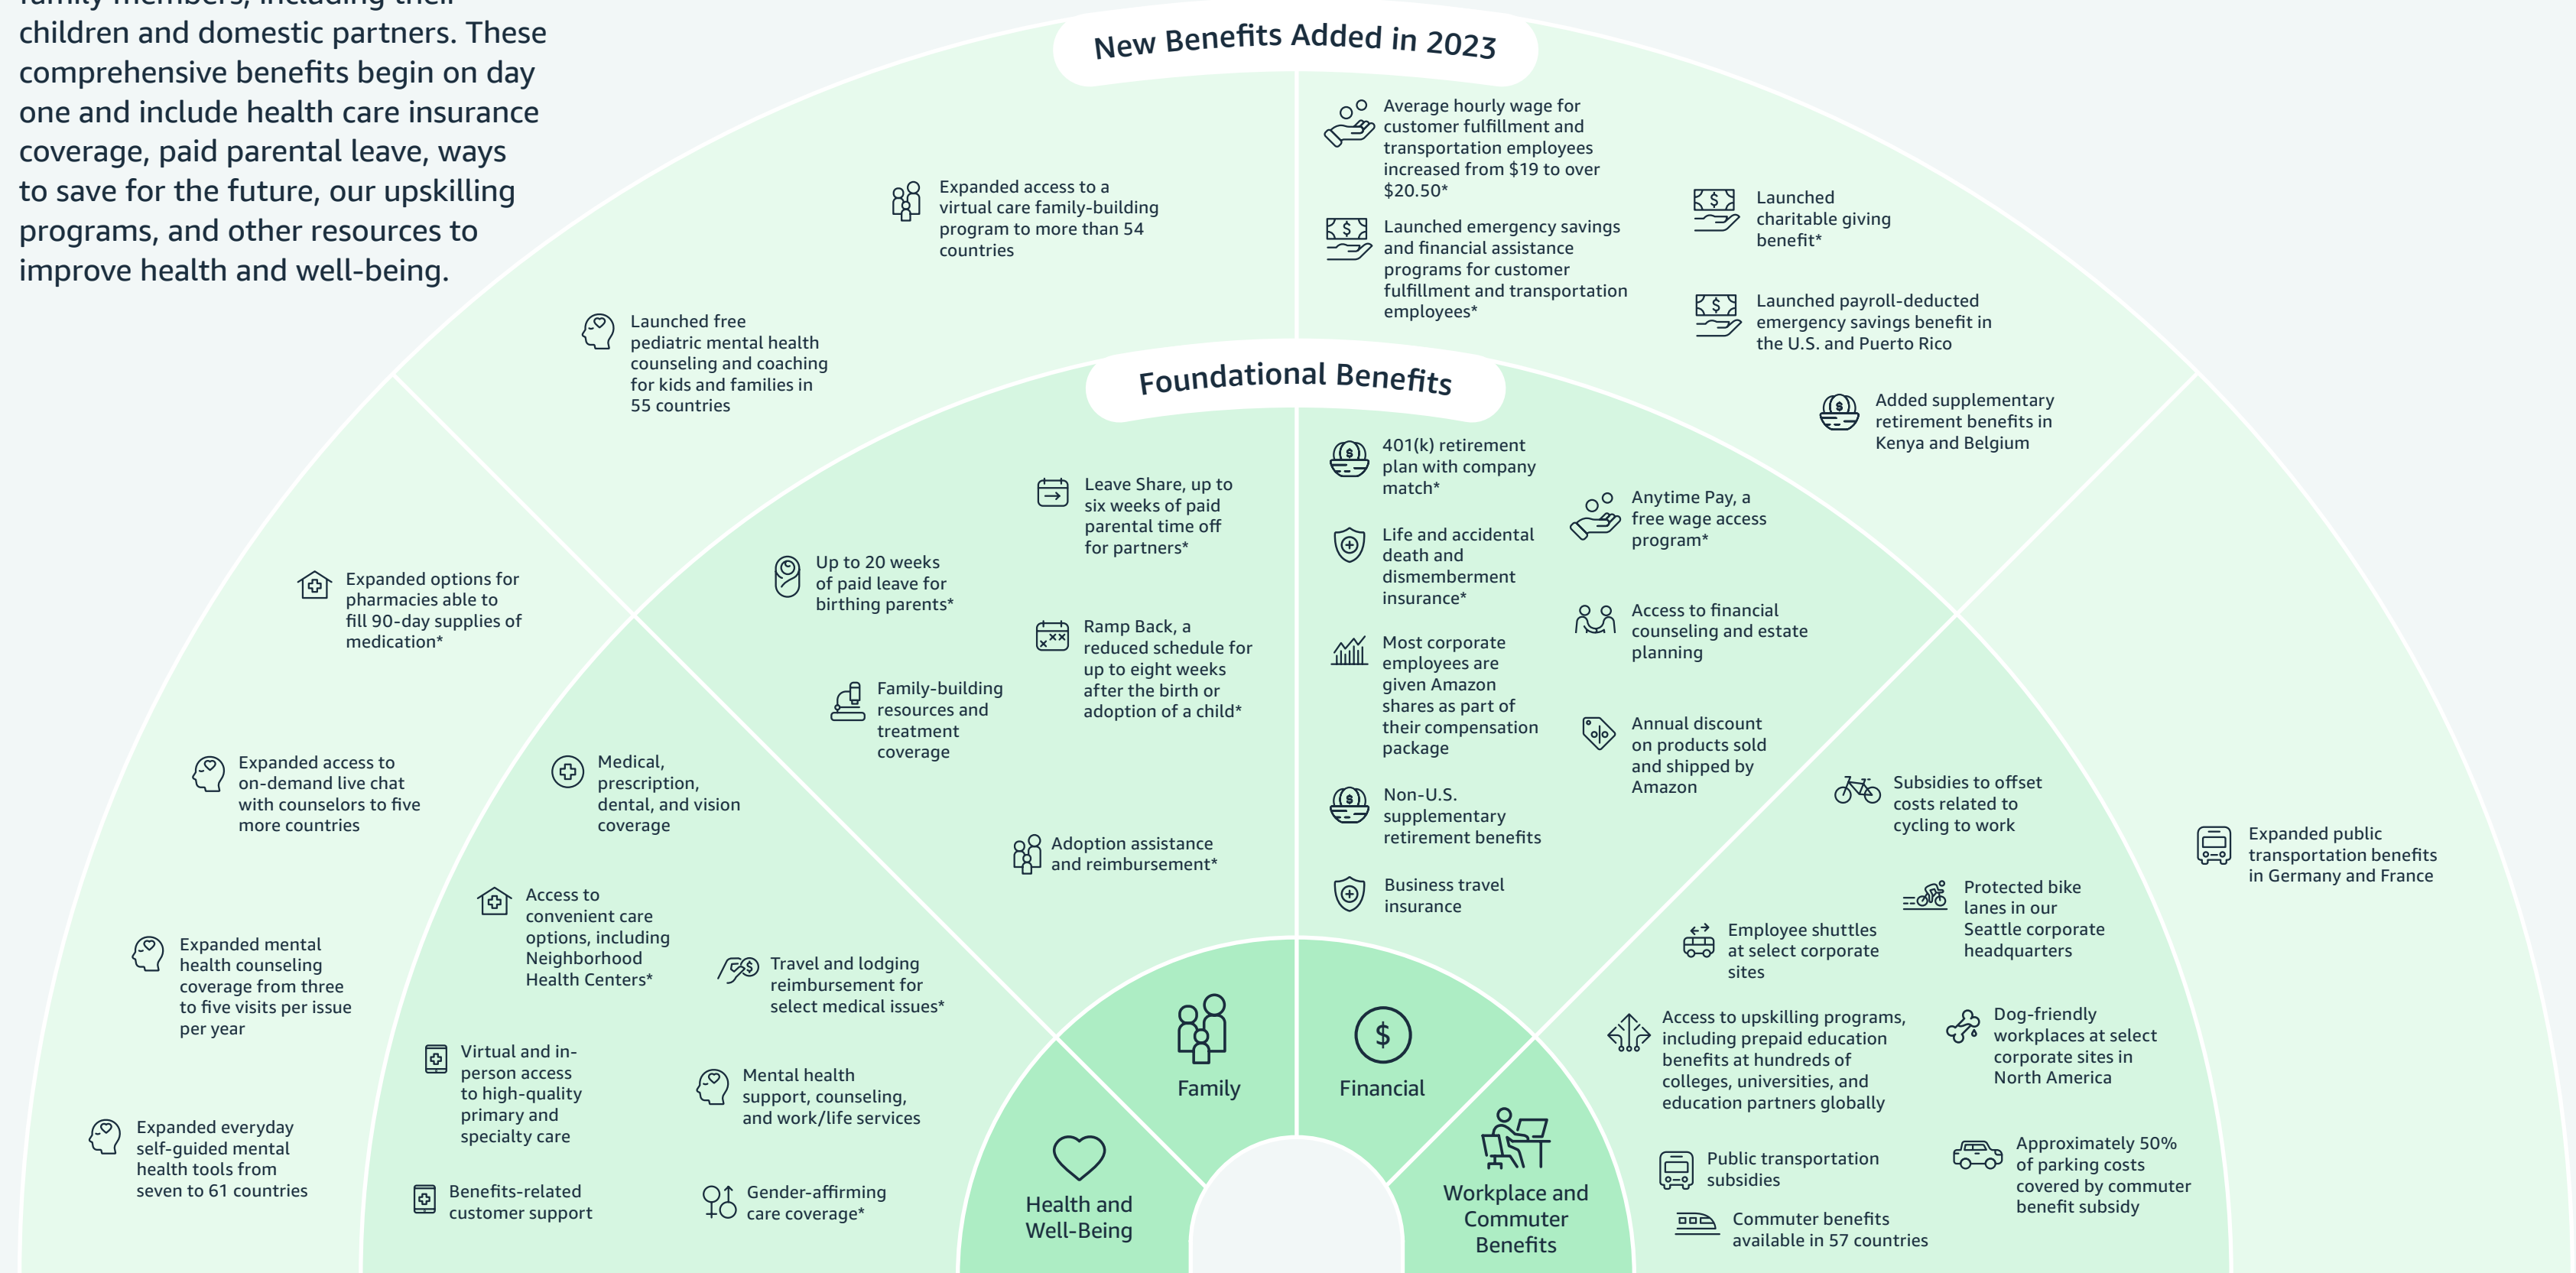 family members, including their
children and domestic partners. These
comprehensive benefits begin on day
one and include health care insurance
coverage, paid parental leave, ways
to save for the future, our upskilling
programs, and other resources to
improve health and well-being.
New Benefits Added in 2023
Expanded everyday
self-guided mental
health tools from
seven to 61 countries
Expanded mental
health counseling
coverage from three
to five visits per issue
per year
Expanded access to
on-demand live chat
with counselors to five
more countries
Expanded options for
pharmacies able to
fill 90-day supplies of
medication*
Launched free
pediatric mental health
counseling and coaching
for kids and families in
55 countries
Expanded access to a
virtual care family-building
program to more than 54
countries
Average hourly wage for
customer fulfillment and
transportation employees
increased from $19 to over
$20.50*
Launched emergency savings
and financial assistance
programs for customer
fulfillment and transportation
employees*
Launched
charitable giving
benefit*
Launched payroll-deducted
emergency savings benefit in
the U.S. and Puerto Rico
Added supplementary
retirement benefits in
Kenya and Belgium
Expanded public
transportation benefits
in Germany and France
Foundational Benefits
Medical,
prescription,
dental, and vision
coverage
Access to
convenient care
options, including
Neighborhood
Health Centers*
Travel and lodging
reimbursement for
select medical issues*
Virtual and in-
person access
to high-quality
primary and
specialty care
Mental health
support, counseling,
and work/life services
Benefits-related
customer support
Gender-affirming
care coverage*
Leave Share, up to
six weeks of paid
parental time off
for partners*
Up to 20 weeks
of paid leave for
birthing parents*
Ramp Back, a
reduced schedule for
up to eight weeks
after the birth or
adoption of a child*
Family-building
resources and
treatment
coverage
Adoption assistance
and reimbursement*
401(k) retirement
plan with company
match*
Life and accidental
death and
dismemberment
insurance*
Most corporate
employees are
given Amazon
shares as part of
their compensation
package
Non-U.S.
supplementary
retirement benefits
Business travel
insurance
Anytime Pay, a
free wage access
program*
Access to financial
counseling and estate
planning
Annual discount
on products sold
and shipped by
Amazon
Subsidies to offset
costs related to
cycling to work
Protected bike
lanes in our
Seattle corporate
headquarters
Employee shuttles
at select corporate
sites
Access to upskilling programs,
including prepaid education
benefits at hundreds of
colleges, universities, and
education partners globally
Dog-friendly
workplaces at select
corporate sites in
North America
Public transportation
subsidies
Approximately 50%
of parking costs
covered by commuter
benefit subsidy
Commuter benefits
available in 57 countries
Health and
Well-Being
Family
Financial
Workplace and
Commuter
Benefits